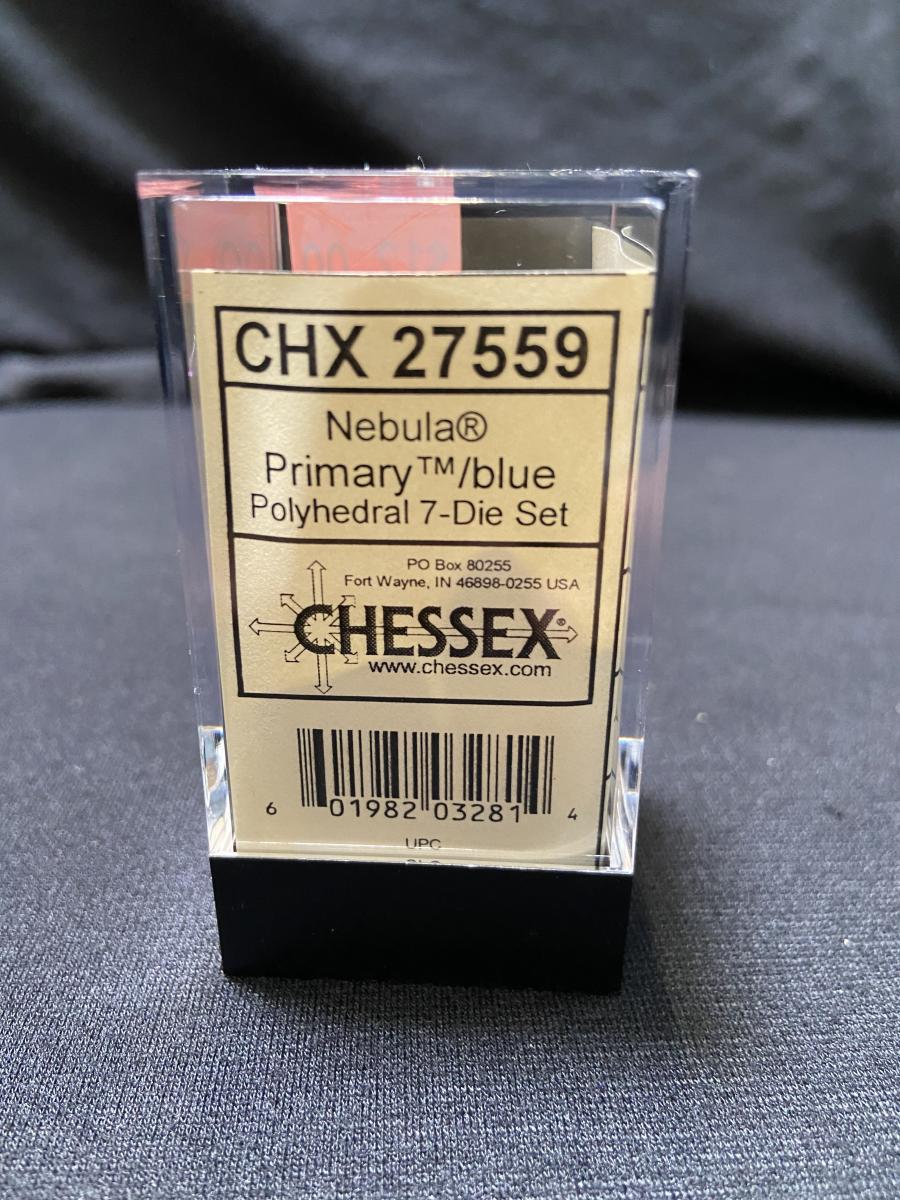 CHX 27559
Nebula®
Primary™/blue
Polyhedral 7-Die Set
PO Box 80255
Fort Wayne, IN 46898-0255 USA
CHESSEX®
www.chessex.com
6 01982 03281 4
UPC